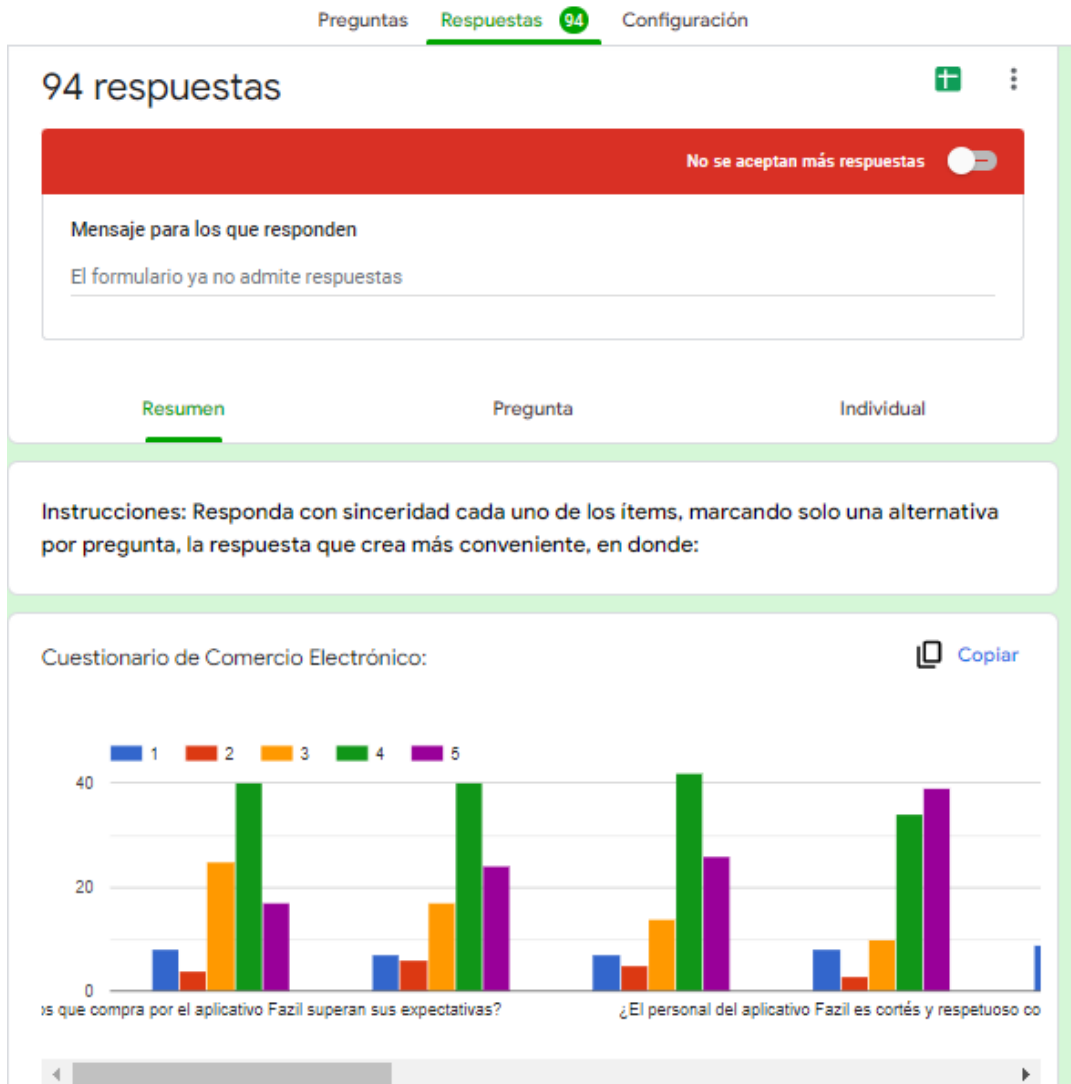 Preguntas Respuestas 94 Configuración
94 respuestas
No se aceptan más respuestas
Mensaje para los que responden
El formulario ya no admite respuestas
Resumen Pregunta Individual
Instrucciones: Responda con sinceridad cada uno de los ítems, marcando solo una alternativa
por pregunta, la respuesta que crea más conveniente, en donde:
Cuestionario de Comercio Electrónico:
Copiar
1 2 3 4 5
40
20
0
que compra por el aplicativo Fazil superan sus expectativas? ¿El personal del aplicativo Fazil es cortés y respetuoso co